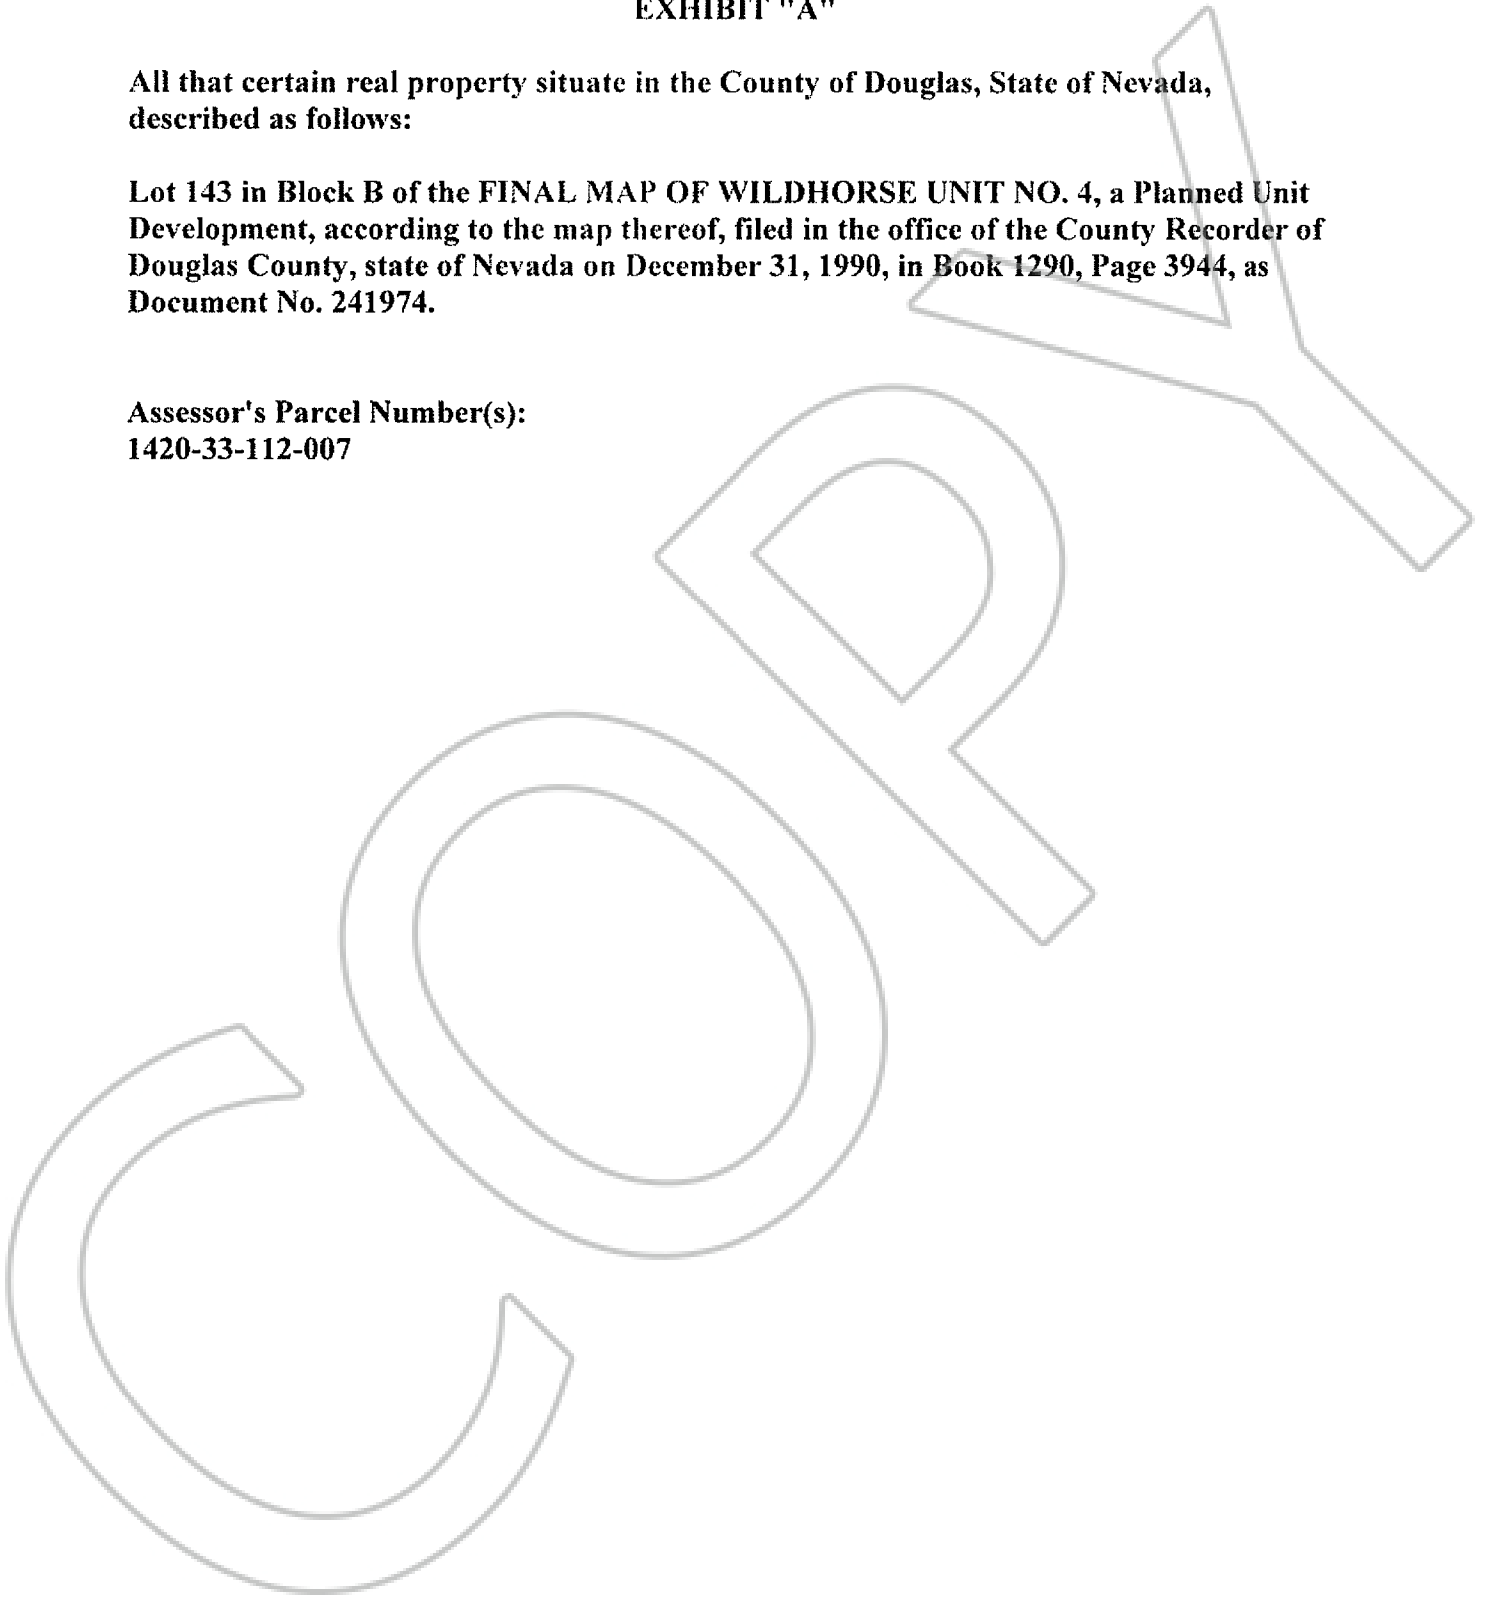 EXHIBIT "A"
All that certain real property situate in the County of Douglas, State of Nevada,
described as follows:
Lot 143 in Block B of the FINAL MAP OF WILDHORSE UNIT NO. 4, a Planned Unit
Development, according to the map thereof, filed in the office of the County Recorder of
Douglas County, state of Nevada on December 31, 1990, in Book 1290, Page 3944, as
Document No. 241974.
Assessor's Parcel Number(s):
1420-33-112-007
COPY